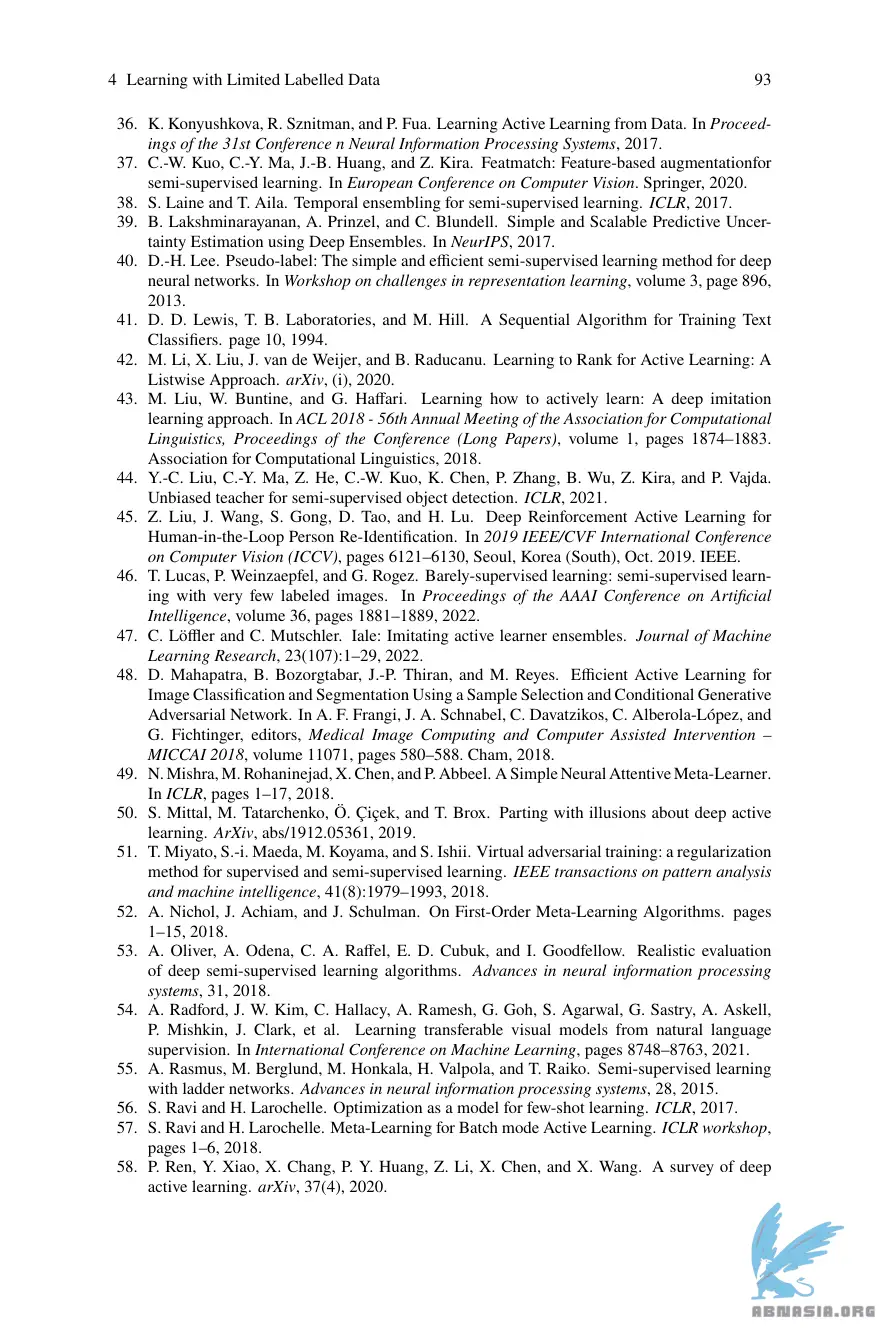 4 Learning with Limited Labelled Data 93
36. K. Konyushkova, R. Sznitman, and P. Fua. Learning Active Learning from Data. In Proceed-
ings of the 31st Conference n Neural Information Processing Systems, 2017.
37. C.-W. Kuo, C.-Y. Ma, J.-B. Huang, and Z. Kira. Featmatch: Feature-based augmentationfor
semi-supervised learning. In European Conference on Computer Vision. Springer, 2020.
38. S. Laine and T. Aila. Temporal ensembling for semi-supervised learning. ICLR, 2017.
39. B. Lakshminarayanan, A. Prinzel, and C. Blundell. Simple and Scalable Predictive Uncer-
tainty Estimation using Deep Ensembles. In NeurIPS, 2017.
40. D.-H. Lee. Pseudo-label: The simple and efficient semi-supervised learning method for deep
neural networks. In Workshop on challenges in representation learning, volume 3, page 896,
2013.
41. D. D. Lewis, T. B. Laboratories, and M. Hill. A Sequential Algorithm for Training Text
Classifiers. page 10, 1994.
42. M. Li, X. Liu, J. van de Weijer, and B. Raducanu. Learning to Rank for Active Learning: A
Listwise Approach. arXiv, (i), 2020.
43. M. Liu, W. Buntine, and G. Haffari. Learning how to actively learn: A deep imitation
learning approach. In ACL 2018 - 56th Annual Meeting of the Association for Computational
Linguistics, Proceedings of the Conference (Long Papers), volume 1, pages 1874–1883.
Association for Computational Linguistics, 2018.
44. Y.-C. Liu, C.-Y. Ma, Z. He, C.-W. Kuo, K. Chen, P. Zhang, B. Wu, Z. Kira, and P. Vajda.
Unbiased teacher for semi-supervised object detection. ICLR, 2021.
45. Z. Liu, J. Wang, S. Gong, D. Tao, and H. Lu. Deep Reinforcement Active Learning for
Human-in-the-Loop Person Re-Identification. In 2019 IEEE/CVF International Conference
on Computer Vision (ICCV), pages 6121–6130, Seoul, Korea (South), Oct. 2019. IEEE.
46. T. Lucas, P. Weinzaepfel, and G. Rogez. Barely-supervised learning: semi-supervised learn-
ing with very few labeled images. In Proceedings of the AAAI Conference on Artificial
Intelligence, volume 36, pages 1881–1889, 2022.
47. C. Löffler and C. Mutschler. Iale: Imitating active learner ensembles. Journal of Machine
Learning Research, 23(107):1–29, 2022.
48. D. Mahapatra, B. Bozorgtabar, J.-P. Thiran, and M. Reyes. Efficient Active Learning for
Image Classification and Segmentation Using a Sample Selection and Conditional Generative
Adversarial Network. In A. F. Frangi, J. A. Schnabel, C. Davatzikos, C. Alberola-López, and
G. Fichtinger, editors, Medical Image Computing and Computer Assisted Intervention –
MICCAI 2018, volume 11071, pages 580–588. Cham, 2018.
49. N. Mishra, M. Rohaninejad, X. Chen, and P. Abbeel. A Simple Neural Attentive Meta-Learner.
In ICLR, pages 1–17, 2018.
50. S. Mittal, M. Tatarchenko, Ö. Çiçek, and T. Brox. Parting with illusions about deep active
learning. ArXiv, abs/1912.05361, 2019.
51. T. Miyato, S.-i. Maeda, M. Koyama, and S. Ishii. Virtual adversarial training: a regularization
method for supervised and semi-supervised learning. IEEE transactions on pattern analysis
and machine intelligence, 41(8):1979–1993, 2018.
52. A. Nichol, J. Achiam, and J. Schulman. On First-Order Meta-Learning Algorithms. pages
1–15, 2018.
53. A. Oliver, A. Odena, C. A. Raffel, E. D. Cubuk, and I. Goodfellow. Realistic evaluation
of deep semi-supervised learning algorithms. Advances in neural information processing
systems, 31, 2018.
54. A. Radford, J. W. Kim, C. Hallacy, A. Ramesh, G. Goh, S. Agarwal, G. Sastry, A. Askell,
P. Mishkin, J. Clark, et al. Learning transferable visual models from natural language
supervision. In International Conference on Machine Learning, pages 8748–8763, 2021.
55. A. Rasmus, M. Berglund, M. Honkala, H. Valpola, and T. Raiko. Semi-supervised learning
with ladder networks. Advances in neural information processing systems, 28, 2015.
56. S. Ravi and H. Larochelle. Optimization as a model for few-shot learning. ICLR, 2017.
57. S. Ravi and H. Larochelle. Meta-Learning for Batch mode Active Learning. ICLR workshop,
pages 1–6, 2018.
58. P. Ren, Y. Xiao, X. Chang, P. Y. Huang, Z. Li, X. Chen, and X. Wang. A survey of deep
active learning. arXiv, 37(4), 2020.
ABNASIA.ORG